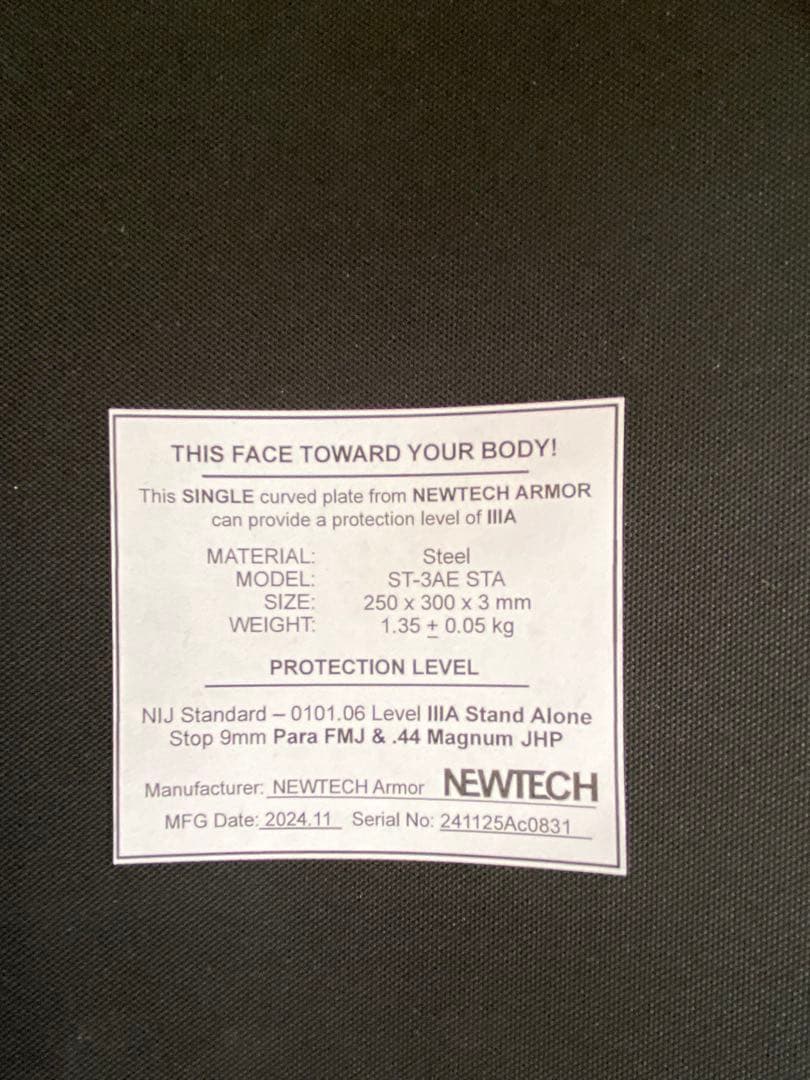 THIS FACE TOWARD YOUR BODY!
This SINGLE curved plate from NEWTECH ARMOR
can provide a protection level of IIIA
MATERIAL: Steel
MODEL: ST-3AE STA
SIZE: 250 x 300 x 3 mm
WEIGHT: 1.35 ± 0.05 kg
PROTECTION LEVEL
NIJ Standard – 0101.06 Level IIIA Stand Alone
Stop 9mm Para FMJ & .44 Magnum JHP
Manufacturer: NEWTECH Armor NEWTECH
MFG Date: 2024.11 Serial No: 241125Ac0831